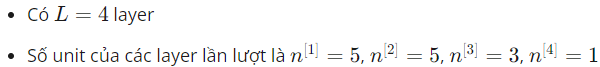 • Có L = 4 layer
• Số unit của các layer lần lượt là n^[1] = 5, n^[2] = 5, n^[3] = 3, n^[4] = 1